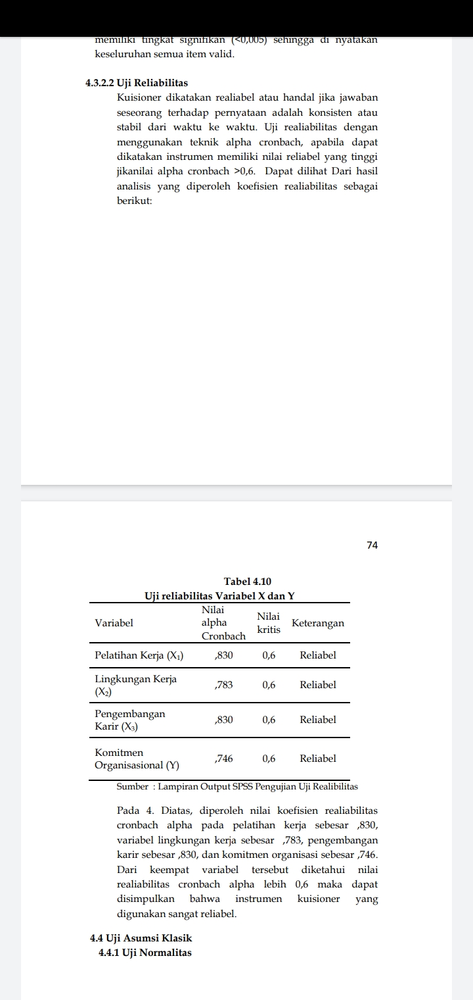 memiliki tingkat signifikan (<0,005) sehingga di nyatakan
keseluruhan semua item valid.
4.3.2.2 Uji Reliabilitas
Kuisioner dikatakan realiabel atau handal jika jawaban
seseorang terhadap pernyataan adalah konsisten atau
stabil dari waktu ke waktu. Uji realiabilitas dengan
menggunakan teknik alpha cronbach, apabila dapat
dikatakan instrumen memiliki nilai reliabel yang tinggi
jikanilai alpha cronbach >0,6. Dapat dilihat Dari hasil
analisis yang diperoleh koefisien realiabilitas sebagai
berikut:
74
Tabel 4.10
Uji reliabilitas Variabel X dan Y
Variabel Nilai alpha Cronbach Nilai kritis Keterangan
Pelatihan Kerja (X₁) ,830 0,6 Reliabel
Lingkungan Kerja (X₂) ,783 0,6 Reliabel
Pengembangan Karir (X₃) ,830 0,6 Reliabel
Komitmen Organisasional (Y) ,746 0,6 Reliabel
Sumber : Lampiran Output SPSS Pengujian Uji Realibilitas
Pada 4. Diatas, diperoleh nilai koefisien realiabilitas
cronbach alpha pada pelatihan kerja sebesar ,830,
variabel lingkungan kerja sebesar ,783, pengembangan
karir sebesar ,830, dan komitmen organisasi sebesar ,746.
Dari keempat variabel tersebut diketahui nilai
realiabilitas cronbach alpha lebih 0,6 maka dapat
disimpulkan bahwa instrumen kuisioner yang
digunakan sangat reliabel.
4.4 Uji Asumsi Klasik
4.4.1 Uji Normalitas